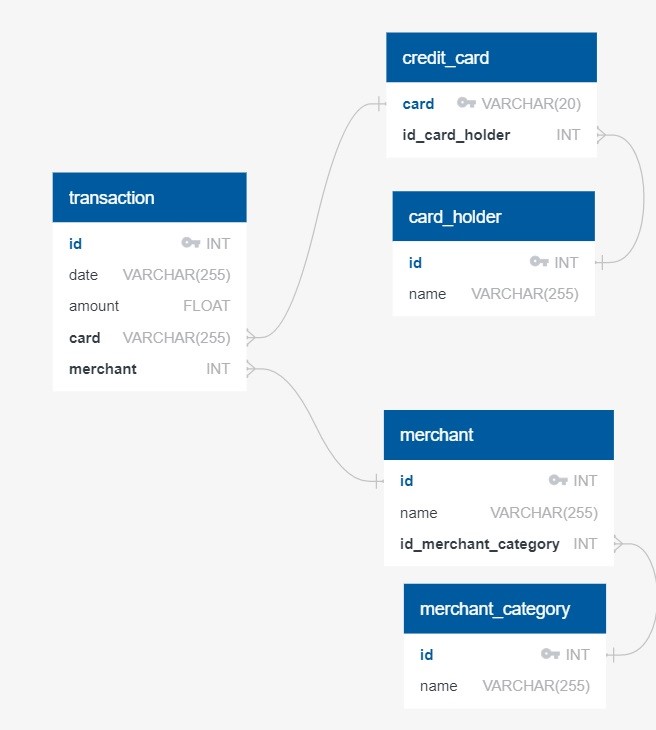 credit_card
card VARCHAR(20)
id_card_holder INT
transaction
id INT
date VARCHAR(255)
amount FLOAT
card VARCHAR(255)
merchant INT
card_holder
id INT
name VARCHAR(255)
merchant
id INT
name VARCHAR(255)
id_merchant_category INT
merchant_category
id INT
name VARCHAR(255)